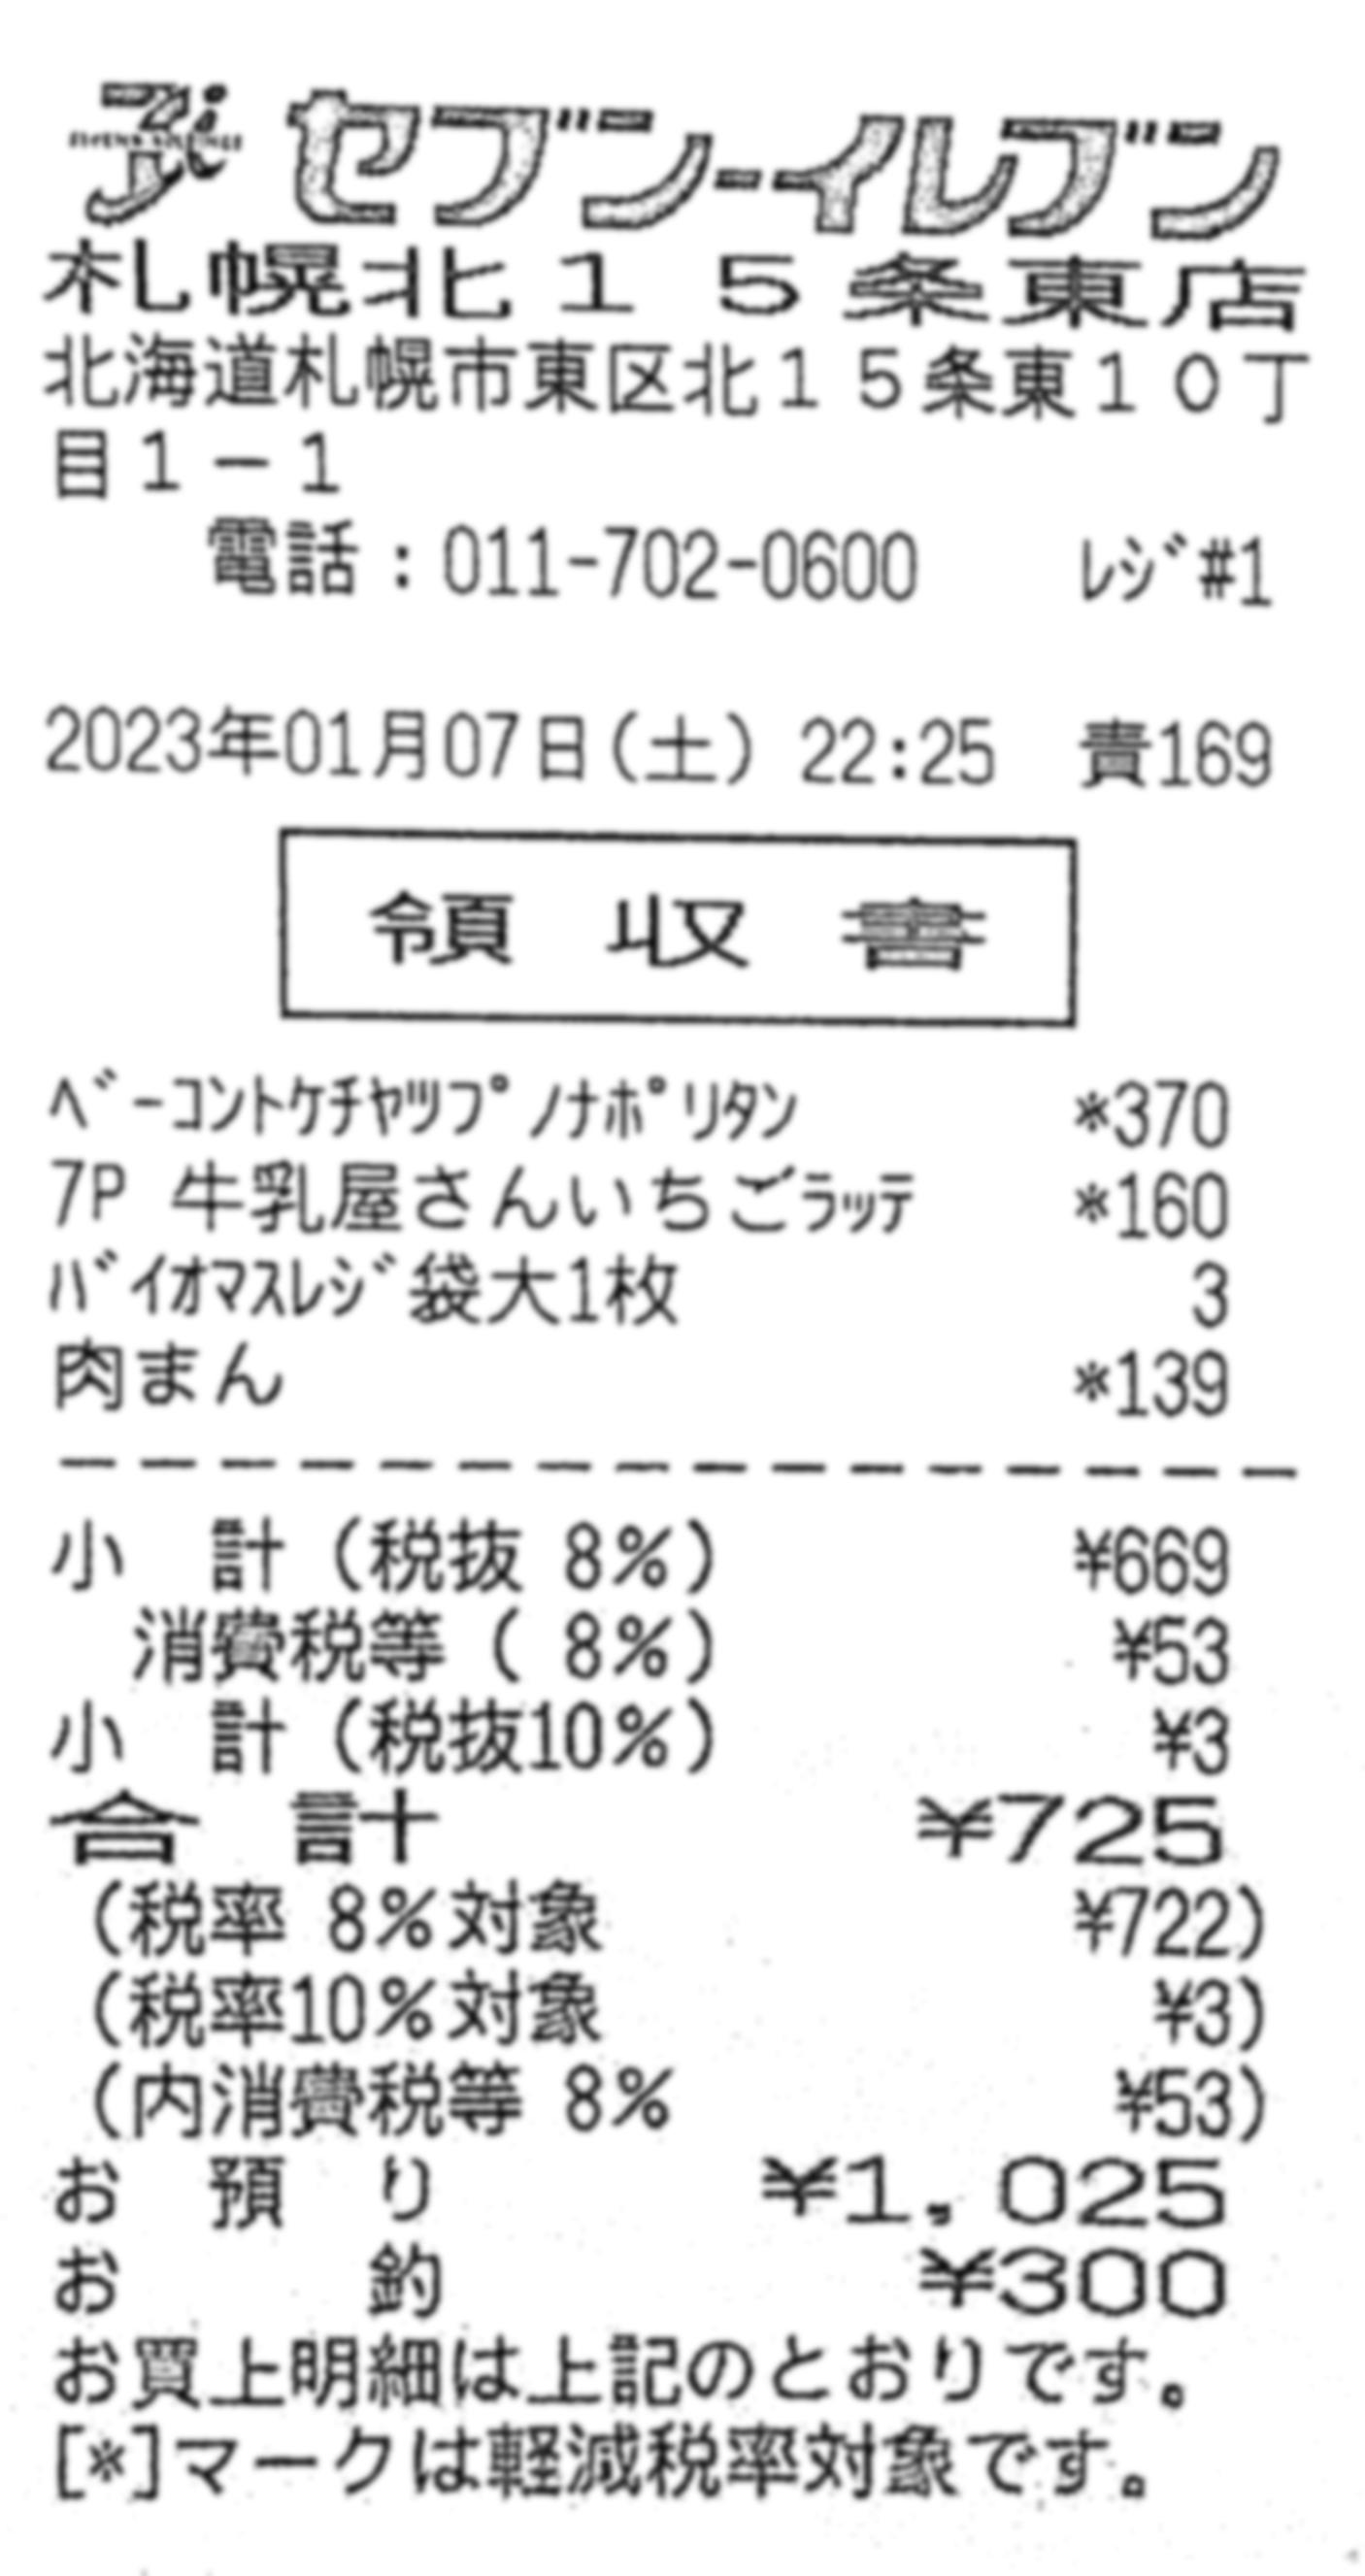 セブン-イレブン
札幌北15条東店
北海道札幌市東区北15条東10丁
目1-1
電話:011-702-0600 レジ#1
2023年01月07日(土) 22:25 責169
領 収 書
ベーコントケチヤツプノナポリタン *370
7P 牛乳屋さんいちごラッテ *160
バイオマスレジ袋大1枚 3
肉まん *139
小 計(税抜 8%) ¥669
消費税等( 8%) ¥53
小 計(税抜10%) ¥3
合 計 ¥725
(税率 8%対象 ¥722)
(税率10%対象 ¥3)
(内消費税等 8% ¥53)
お 預 り ¥1,025
お 釣 ¥300
お買上明細は上記のとおりです。
[*]マークは軽減税率対象です。